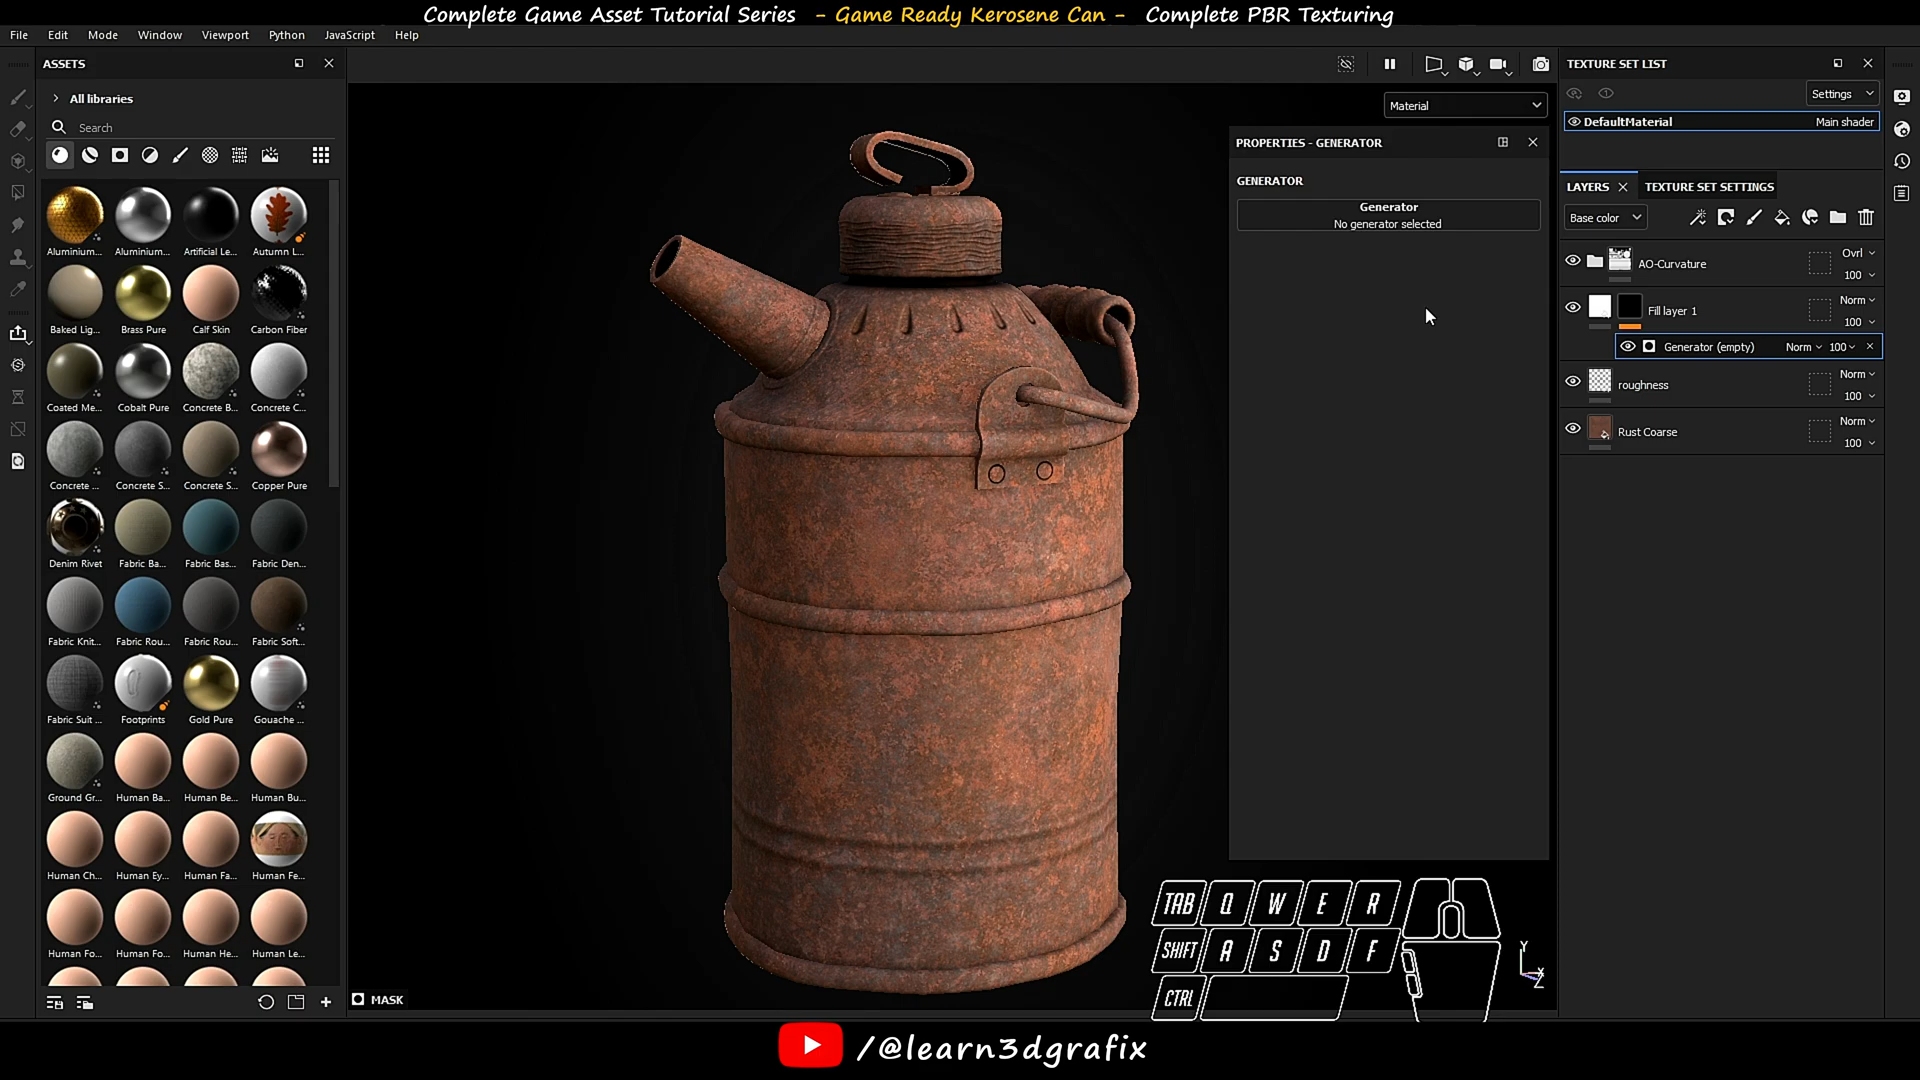 Complete Game Asset Tutorial Series - Game Ready Kerosene Can - Complete PBR Texturing
File Edit Mode Window Viewport Python JavaScript Help
ASSETS
All libraries
Search
Aluminium... Aluminium... Artificial Le... Autumn L...
Baked Lig... Brass Pure Calf Skin Carbon Fiber
Coated Me... Cobalt Pure Concrete B... Concrete C...
Concrete ... Concrete S... Concrete S... Copper Pure
Denim Rivet Fabric Ba... Fabric Bas... Fabric Den...
Fabric Knit... Fabric Rou... Fabric Rou... Fabric Soft...
Fabric Suit ... Footprints Gold Pure Gouache ...
Ground Gr... Human Ba... Human Be... Human Bu...
Human Ch... Human Ey... Human Fa... Human Fe...
Human Fo... Human Fo... Human He... Human Le...
MASK
Material
PROPERTIES - GENERATOR
GENERATOR
Generator
No generator selected
TAB Q W E R
SHIFT A S D F
CTRL
Y
X
Z
TEXTURE SET LIST
Settings
DefaultMaterial Main shader
LAYERS TEXTURE SET SETTINGS
Base color
AO-Curvature Ovrl
100
Fill layer 1 Norm
100
Generator (empty) Norm 100
roughness Norm
100
Rust Coarse Norm
100
/@learn3dgrafix